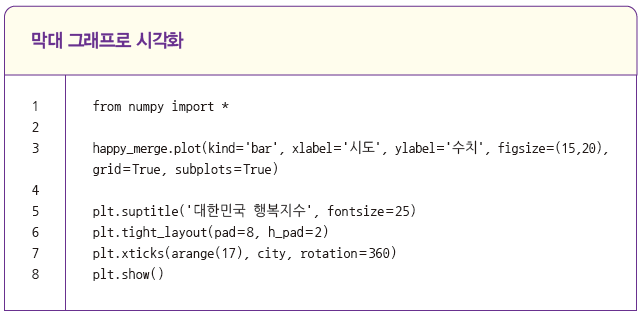 막대 그래프로 시각화
1 from numpy import *
2
3 happy_merge.plot(kind='bar', xlabel='시도', ylabel='수치', figsize=(15,20),
grid=True, subplots=True)
4
5 plt.suptitle('대한민국 행복지수', fontsize=25)
6 plt.tight_layout(pad=8, h_pad=2)
7 plt.xticks(arange(17), city, rotation=360)
8 plt.show()